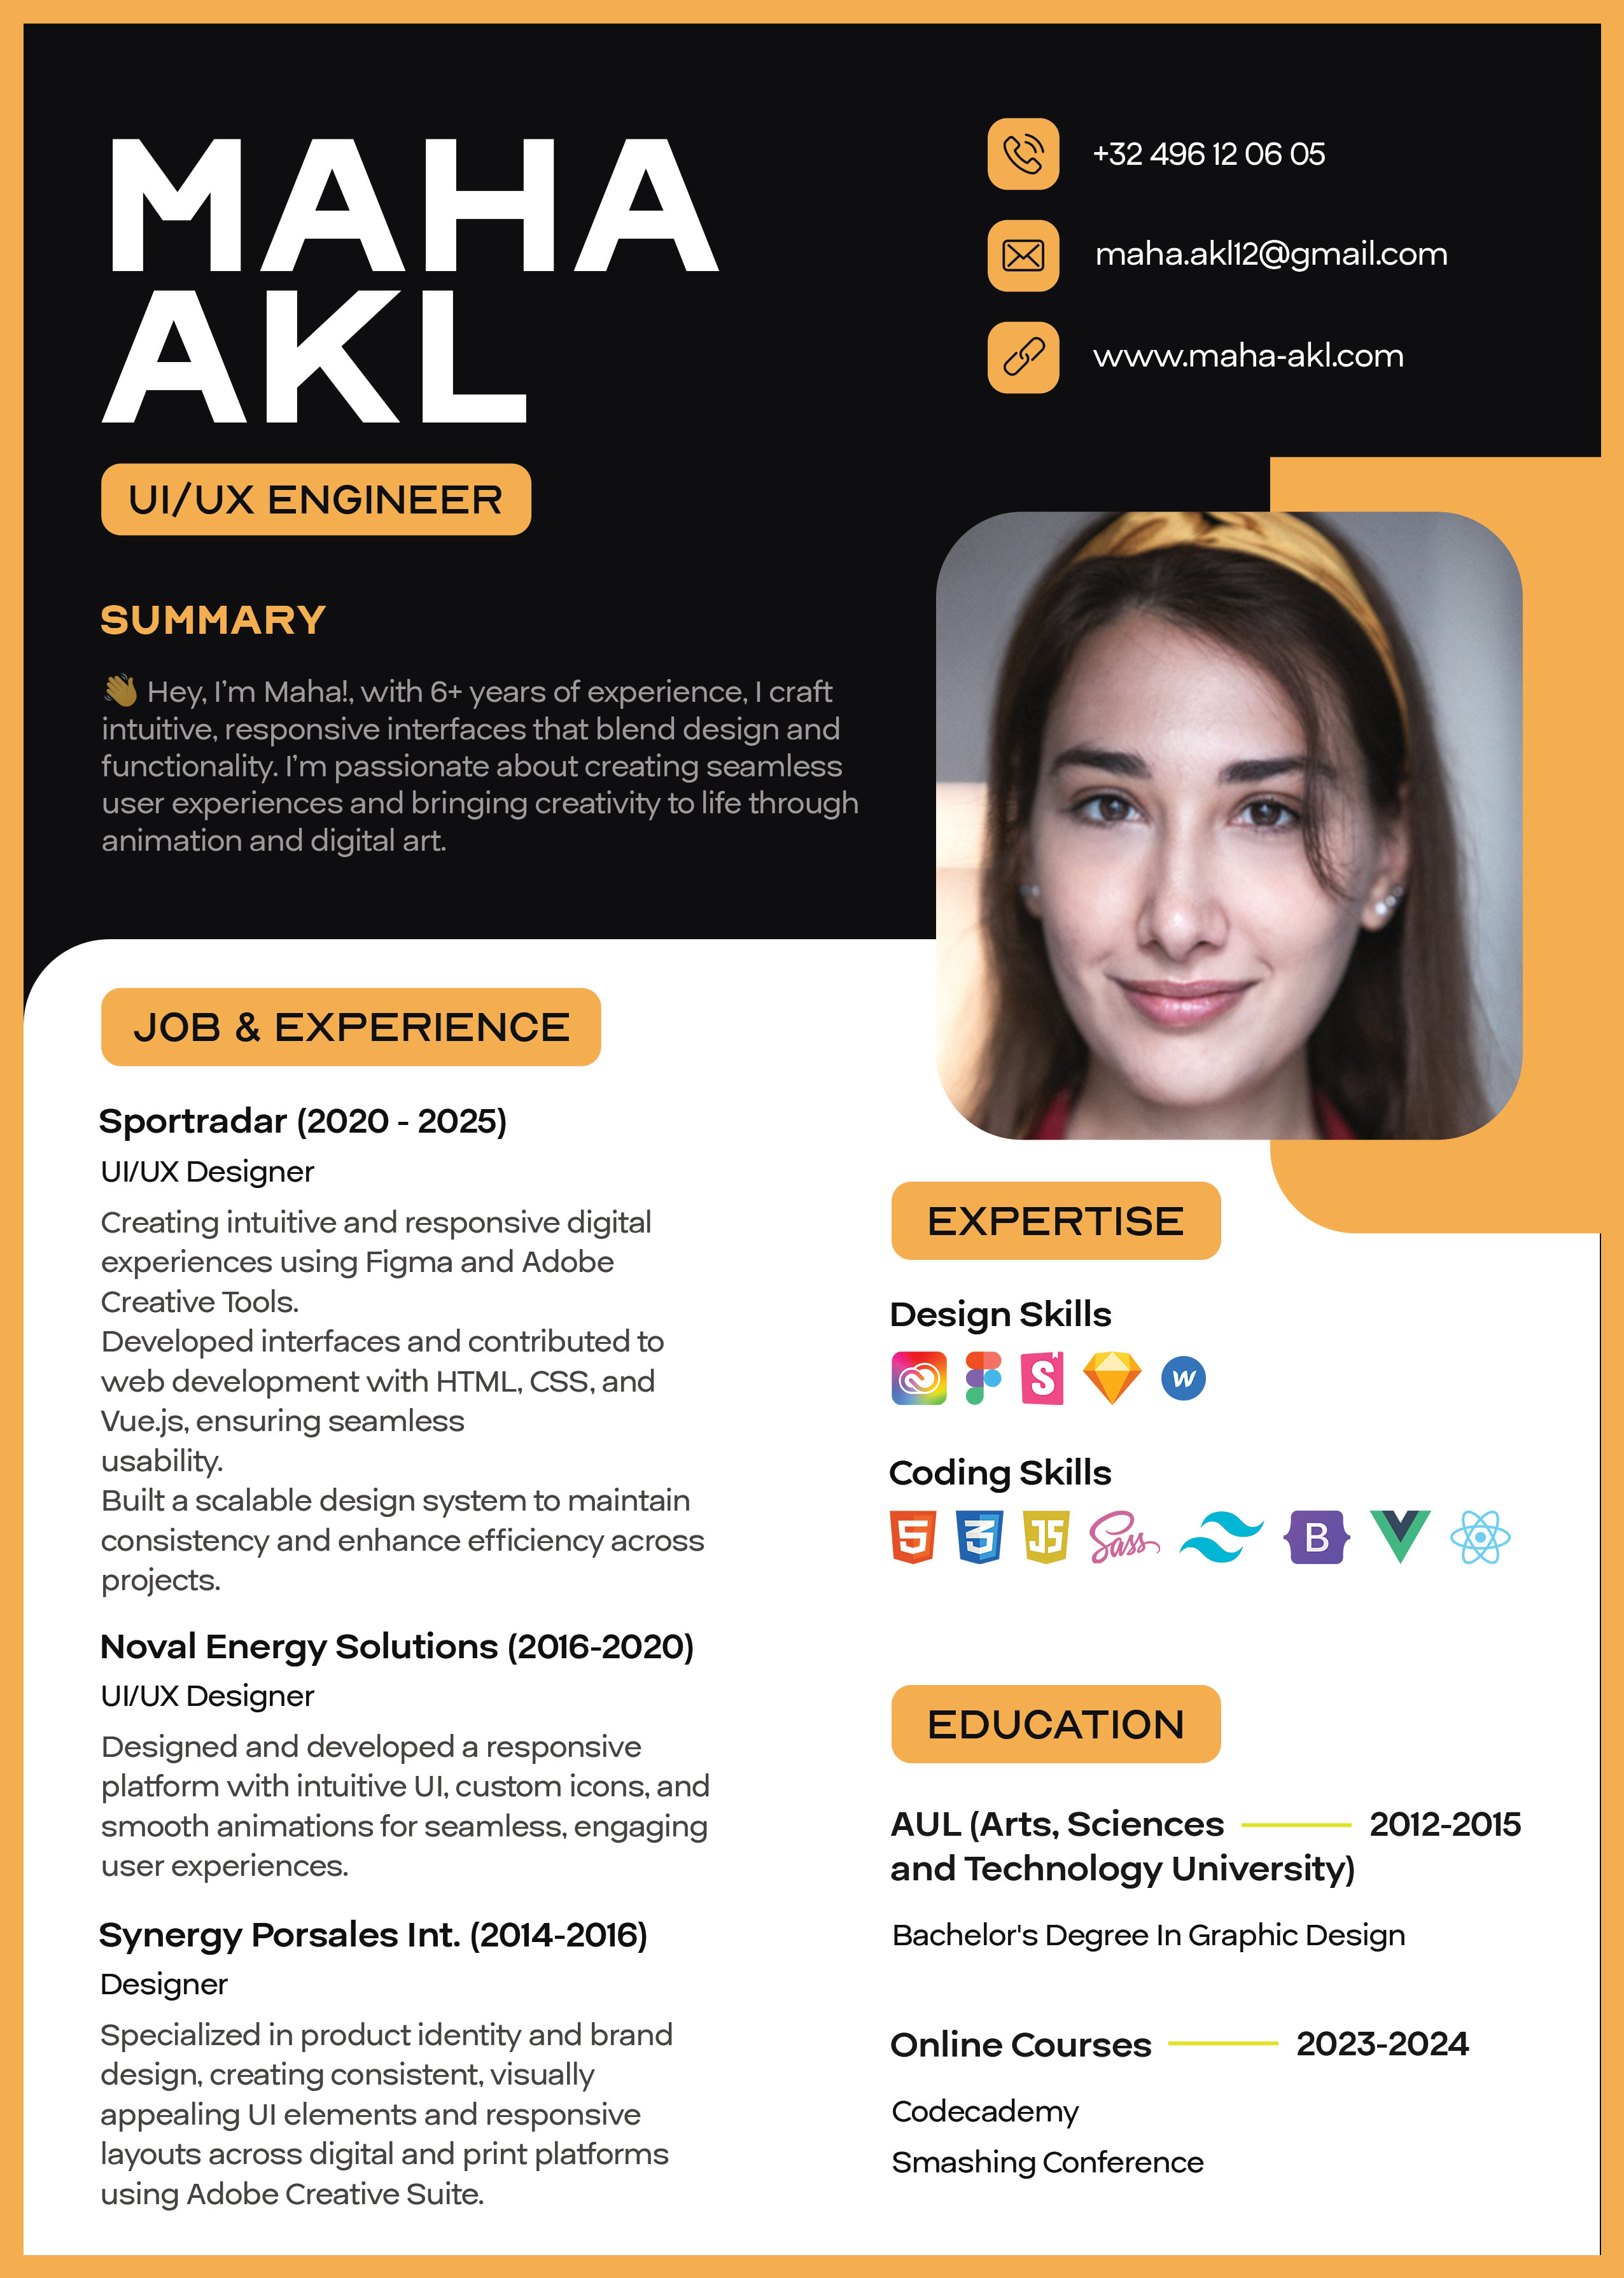 MAHA
AKL
UI/UX ENGINEER
+32 496 12 06 05
maha.akl12@gmail.com
www.maha-akl.com
SUMMARY
👋 Hey, I'm Maha!, with 6+ years of experience, I craft
intuitive, responsive interfaces that blend design and
functionality. I'm passionate about creating seamless
user experiences and bringing creativity to life through
animation and digital art.
JOB & EXPERIENCE
Sportradar (2020 - 2025)
UI/UX Designer
Creating intuitive and responsive digital
experiences using Figma and Adobe
Creative Tools.
Developed interfaces and contributed to
web development with HTML, CSS, and
Vue.js, ensuring seamless
usability.
Built a scalable design system to maintain
consistency and enhance efficiency across
projects.
Noval Energy Solutions (2016-2020)
UI/UX Designer
Designed and developed a responsive
platform with intuitive UI, custom icons, and
smooth animations for seamless, engaging
user experiences.
Synergy Porsales Int. (2014-2016)
Designer
Specialized in product identity and brand
design, creating consistent, visually
appealing UI elements and responsive
layouts across digital and print platforms
using Adobe Creative Suite.
EXPERTISE
Design Skills
S W
Coding Skills
5 3 JS Sass B
EDUCATION
AUL (Arts, Sciences 2012-2015
and Technology University)
Bachelor's Degree In Graphic Design
Online Courses 2023-2024
Codecademy
Smashing Conference